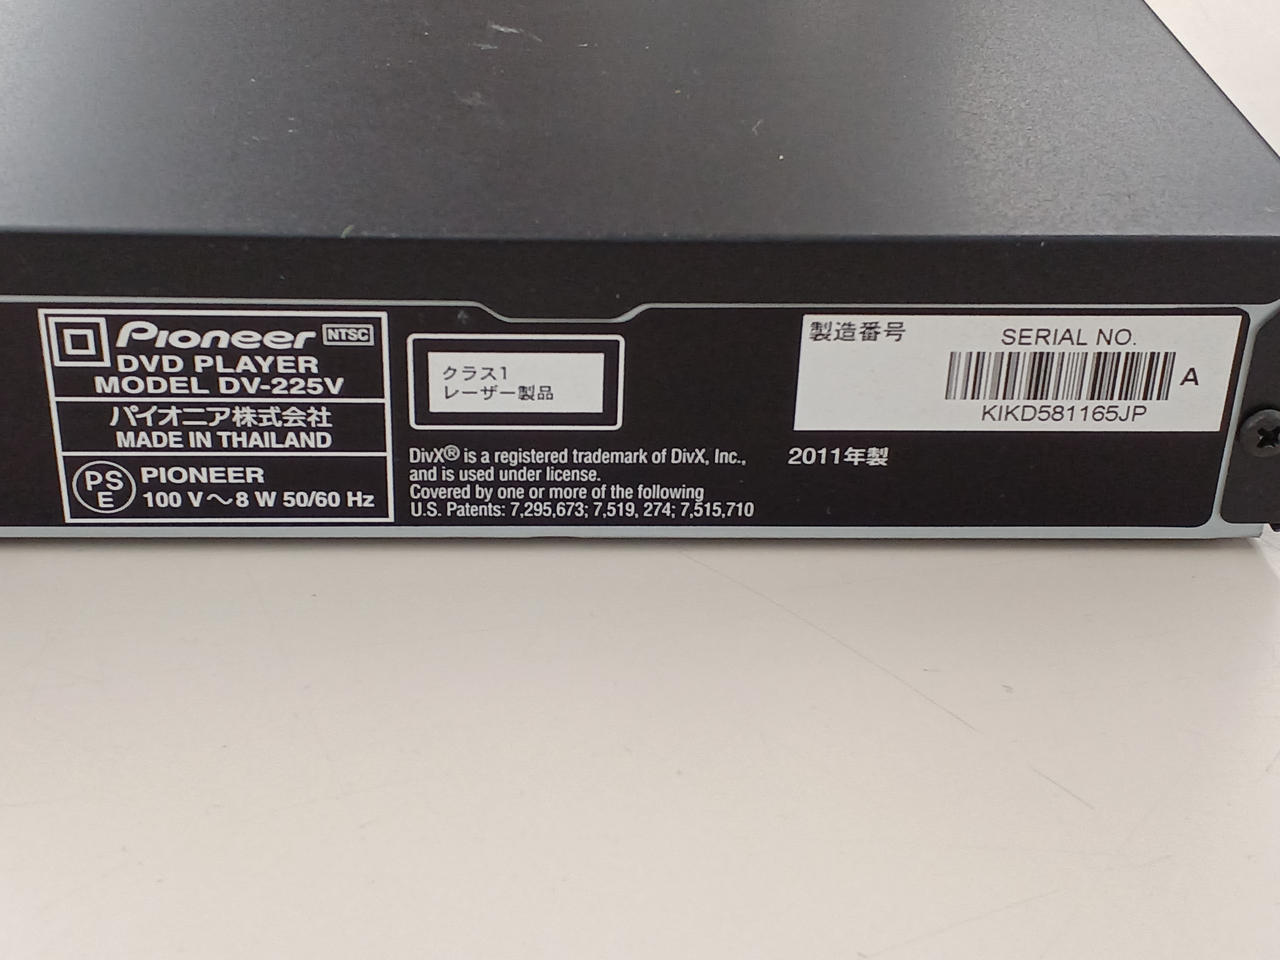 Pioneer NTSC
DVD PLAYER
MODEL DV-225V
パイオニア株式会社
MADE IN THAILAND
PS
E
PIONEER
100 V～8 W 50/60 Hz
クラス1
レーザー製品
DivX® is a registered trademark of DivX, Inc.,
and is used under license.
Covered by one or more of the following
U.S. Patents: 7,295,673; 7,519, 274; 7,515,710
製造番号
SERIAL NO.
A
KIKD581165JP
2011年製